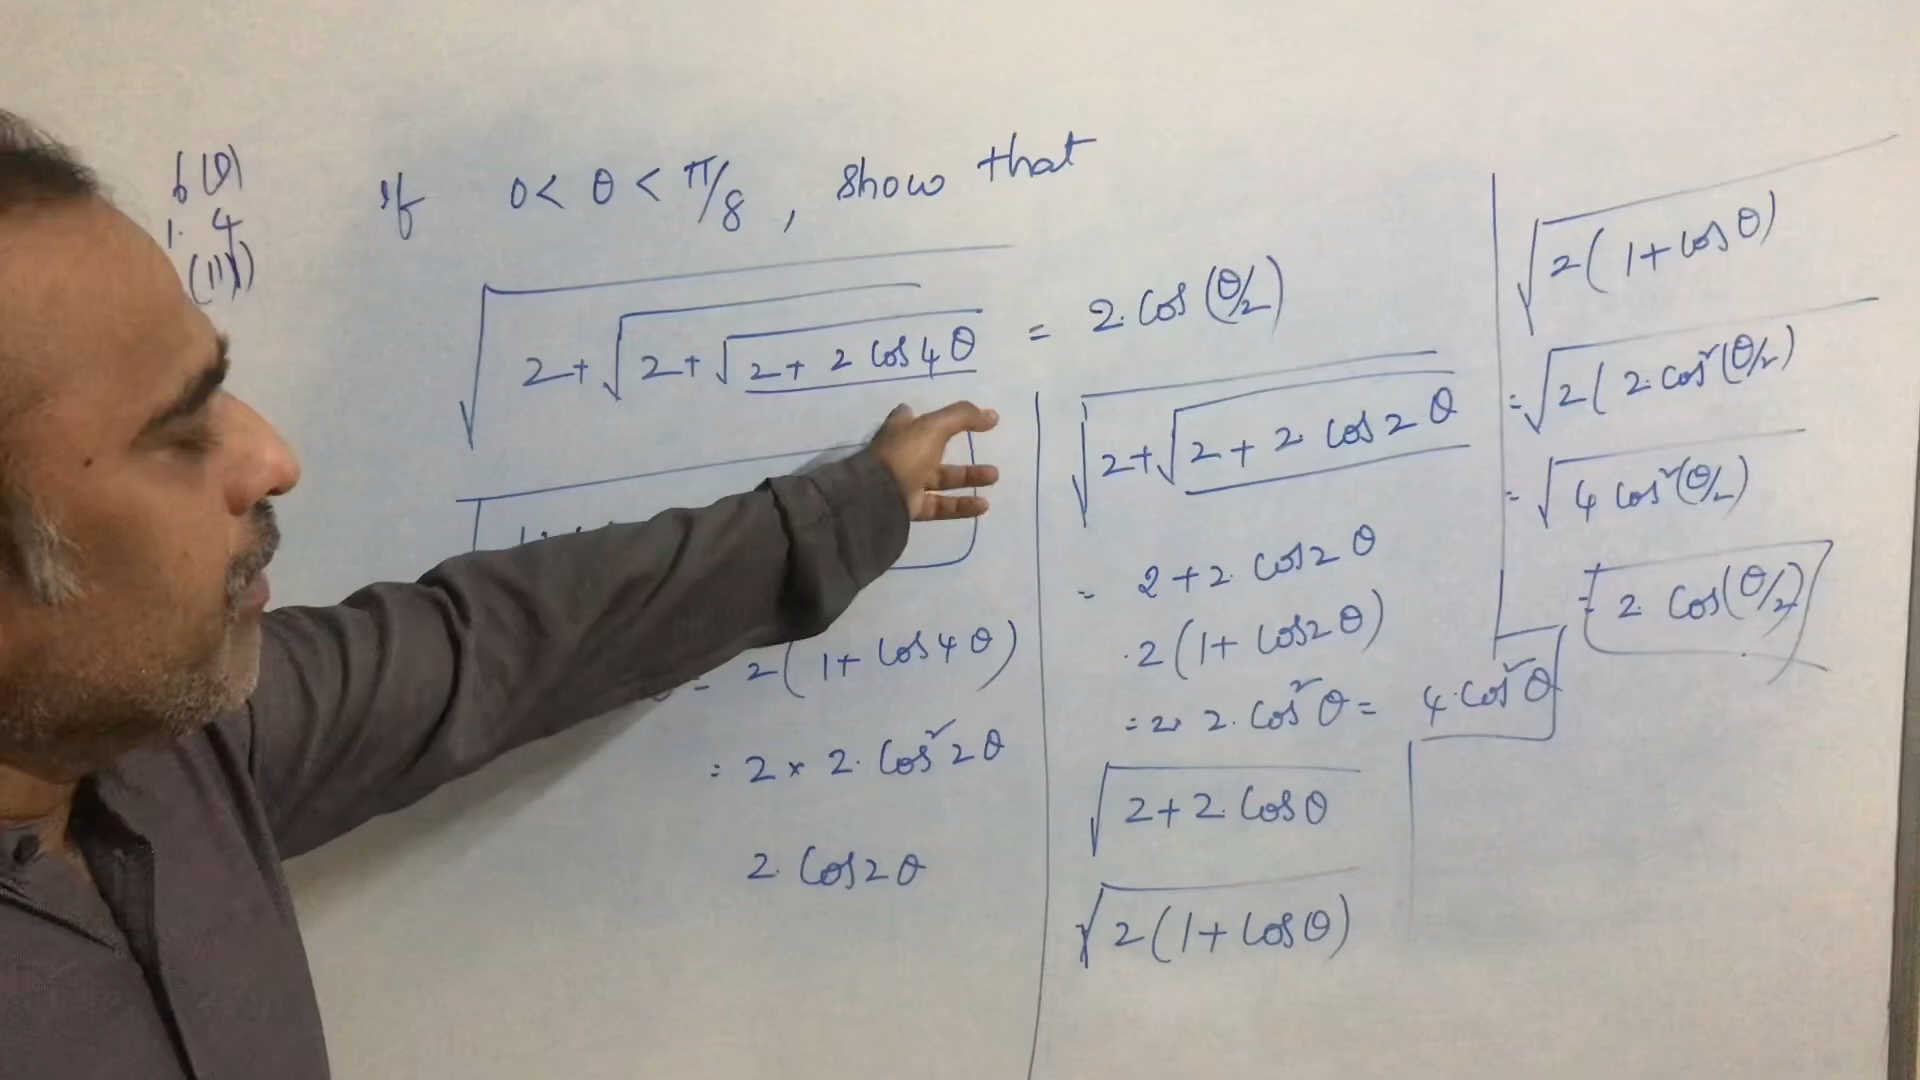 6(v)
1. 4
(iii)
If 0 < θ < π/8, show that
√(2 + √(2 + √(2 + 2 cos 4θ))) = 2. cos (θ/2)
= 2(1 + cos 4θ)
= 2 × 2. cos² 2θ
2. cos 2θ
√(2 + √(2 + 2 cos 2θ))
= 2 + 2. cos 2θ
2(1 + cos 2θ)
= 2 × 2. cos² θ = 4. cos² θ
√(2 + 2. cos θ)
√(2(1 + cos θ))
√(2(1 + cos θ)
= √(2(2. cos² (θ/2)
= √(4 cos² (θ/2))
= 2. cos(θ/2)